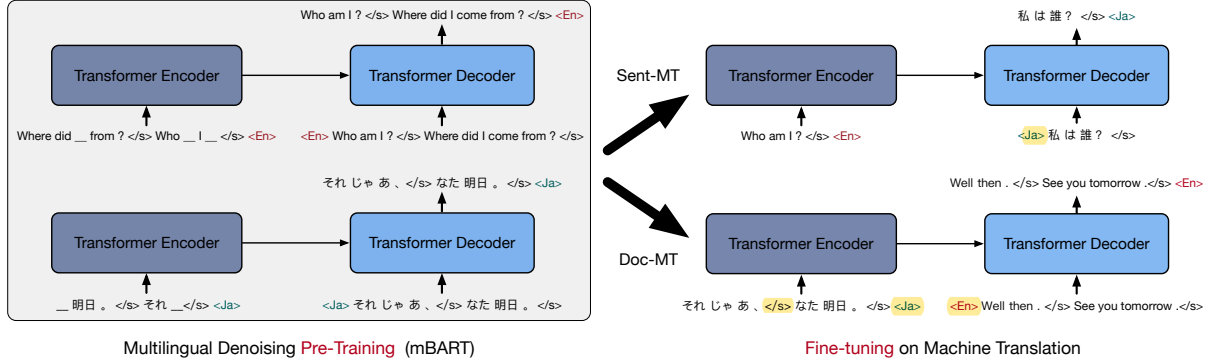 Who am I ? </s> Where did I come from ? </s> <En>
Transformer Encoder
Transformer Decoder
Where did __ from ? </s> Who __ I __ </s> <En>
<En> Who am I ? </s> Where did I come from ? </s>
それ じゃ あ 、 </s> なた 明日 。 </s> <Ja>
Transformer Encoder
Transformer Decoder
__ 明日 。 </s> それ __</s> <Ja>
<Ja> それ じゃ あ 、 </s> なた 明日 。 </s>
Multilingual Denoising Pre-Training (mBART)
Sent-MT
Doc-MT
私 は 誰 ? </s> <Ja>
Transformer Encoder
Transformer Decoder
Who am I ? </s> <En>
<Ja> 私 は 誰 ? </s>
Well then . </s> See you tomorrow .</s> <En>
Transformer Encoder
Transformer Decoder
それ じゃ あ 、 </s> なた 明日 。 </s> <Ja>
<En> Well then . </s> See you tomorrow .</s>
Fine-tuning on Machine Translation